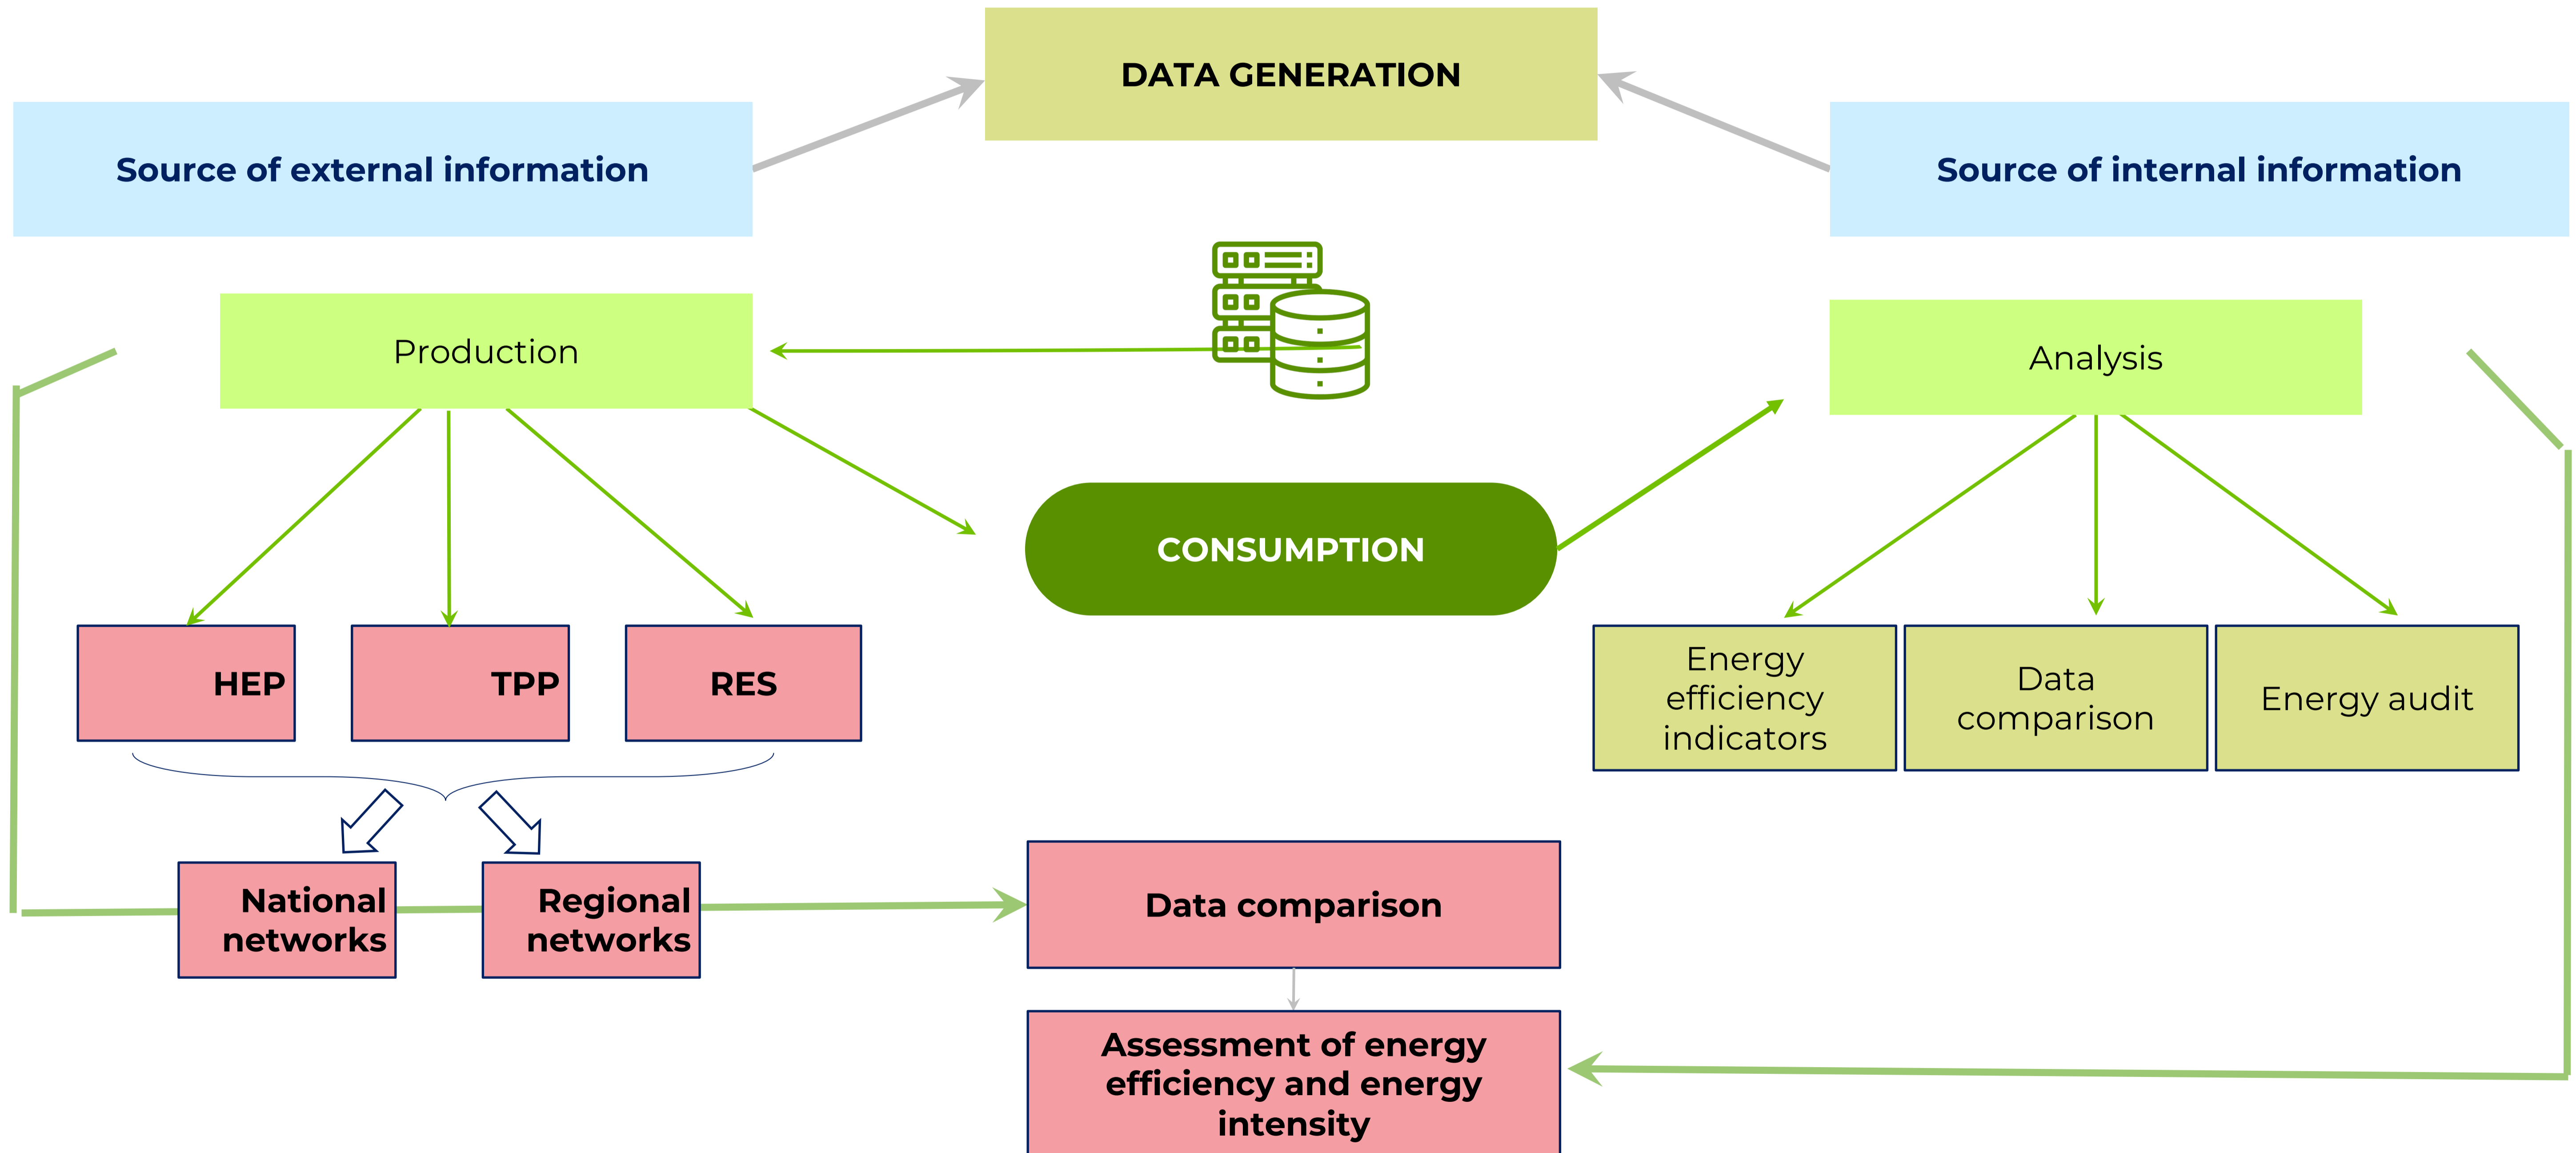 DATA GENERATION
Source of external information
Source of internal information
Production
Analysis
CONSUMPTION
HEP
TPP
RES
Energy
efficiency
indicators
Data
comparison
Energy audit
National
networks
Regional
networks
Data comparison
Assessment of energy
efficiency and energy
intensity